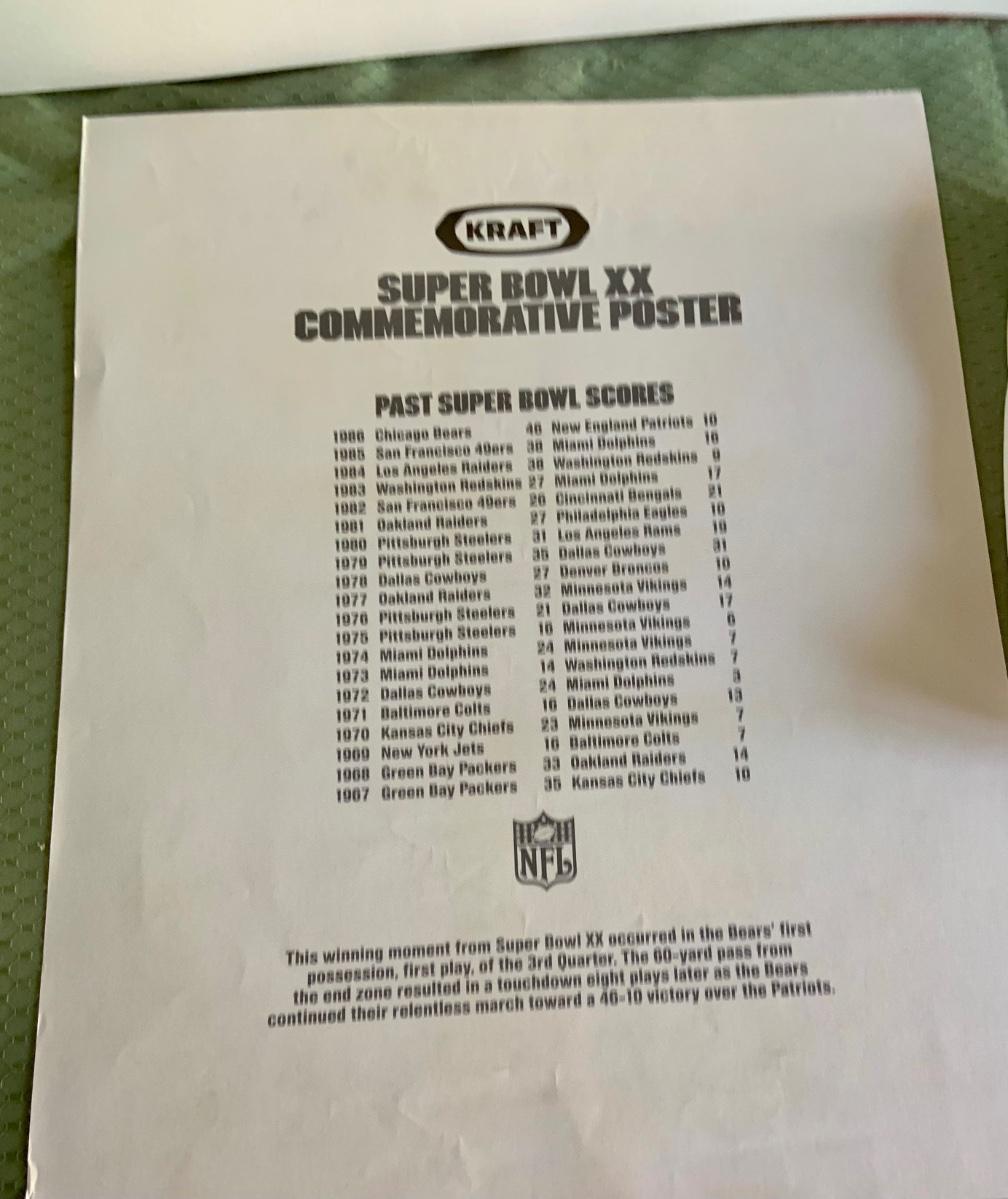 KRAFT
SUPER BOWL XX
COMMEMORATIVE POSTER
PAST SUPER BOWL SCORES
1986 Chicago Bears 46 New England Patriots 10
1985 San Francisco 49ers 38 Miami Dolphins 16
1984 Los Angeles Raiders 38 Washington Redskins 9
1983 Washington Redskins 27 Miami Dolphins 17
1982 San Francisco 49ers 26 Cincinnati Bengals 21
1981 Oakland Raiders 27 Philadelphia Eagles 10
1980 Pittsburgh Steelers 31 Los Angeles Rams 19
1979 Pittsburgh Steelers 35 Dallas Cowboys 31
1978 Dallas Cowboys 27 Denver Broncos 10
1977 Oakland Raiders 32 Minnesota Vikings 14
1976 Pittsburgh Steelers 21 Dallas Cowboys 17
1975 Pittsburgh Steelers 16 Minnesota Vikings 6
1974 Miami Dolphins 24 Minnesota Vikings 7
1973 Miami Dolphins 14 Washington Redskins 7
1972 Dallas Cowboys 24 Miami Dolphins 3
1971 Baltimore Colts 16 Dallas Cowboys 13
1970 Kansas City Chiefs 23 Minnesota Vikings 7
1969 New York Jets 16 Baltimore Colts 7
1968 Green Bay Packers 33 Oakland Raiders 14
1967 Green Bay Packers 35 Kansas City Chiefs 10
NFL
This winning moment from Super Bowl XX occurred in the Bears' first
possession, first play, of the 3rd Quarter. The 60-yard pass from
the end zone resulted in a touchdown eight plays later as the Bears
continued their relentless march toward a 46-10 victory over the Patriots.